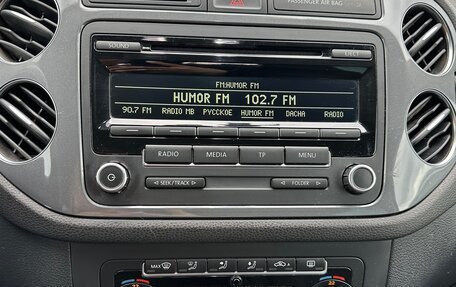 PASSENGER AIR BAG
SOUND
EJECT
FM:HUMOR FM
HUMOR FM 102.7 FM
90.7 FM RADIO MB РУССКОЕ HUMOR FM DACHA RADIO
RADIO MEDIA TP MENU
SEEK/TRACK FOLDER
MAX A